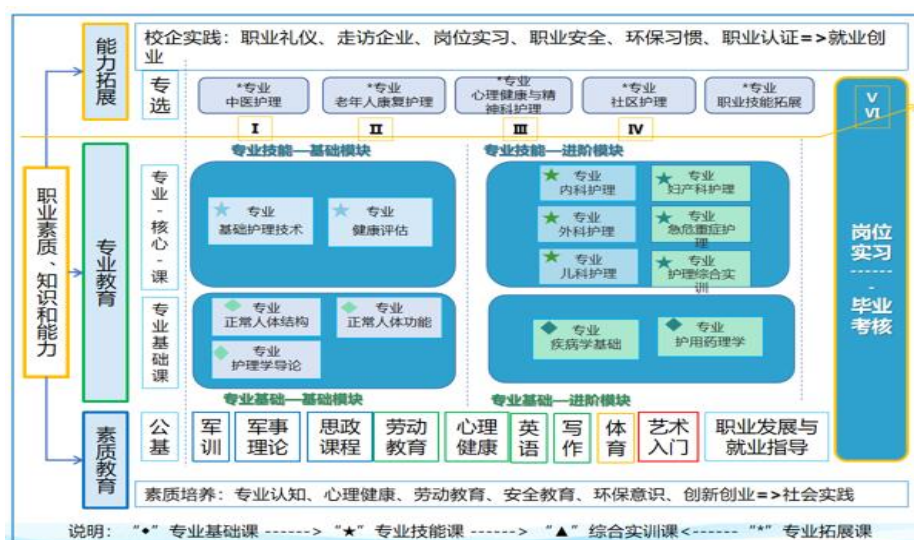 能力拓展
校企实践：职业礼仪、走访企业、岗位实习、职业安全、环保习惯、职业认证=>就业创
业
专选
*专业
中医护理
*专业
老年人康复护理
*专业
心理健康与精
神科护理
*专业
社区护理
*专业
职业技能拓展
I
II
III
IV
V
VI
职业素质、知识和能力
专业教育
专业技能—基础模块
专业技能—进阶模块
专业-核心-课
★ 专业
基础护理技术
★ 专业
健康评估
★ 专业
内科护理
★ 专业
妇产科护理
★ 专业
外科护理
★ 专业
急危重症护
理
★ 专业
儿科护理
★ 专业
护理综合实
训
岗位
实习
------
-
毕业
考核
专业基础课
◆ 专业
正常人体结构
◆ 专业
正常人体功能
◆ 专业
护理学导论
◆ 专业
疾病学基础
◆ 专业
护用药理学
专业基础—基础模块
专业基础—进阶模块
素质教育
公基
军训
军事
理论
思政
课程
劳动
教育
心理
健康
英语
写作
体育
艺术
入门
职业发展与
就业指导
素质培养：专业认知、心理健康、劳动教育、安全教育、环保意识、创新创业=>社会实践
说明： “◆”专业基础课 ------> “★”专业技能课 ------> “▲”综合实训课<------ “*”专业拓展课